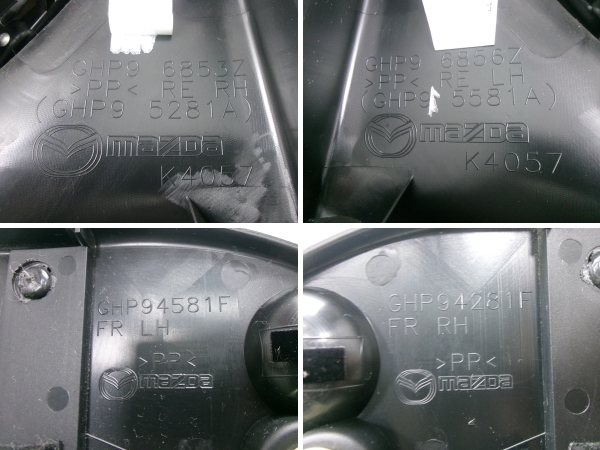 GHP9 6853Z
>PP< RE RH
(GHP9 5281A)
mazda
K4057
GHP9 6856Z
>PP< RE LH
(GHP9 5581A)
mazda
K4057
GHP94581F
FR LH
>PP<
mazda
GHP94281F
FR RH
>PP<
mazda